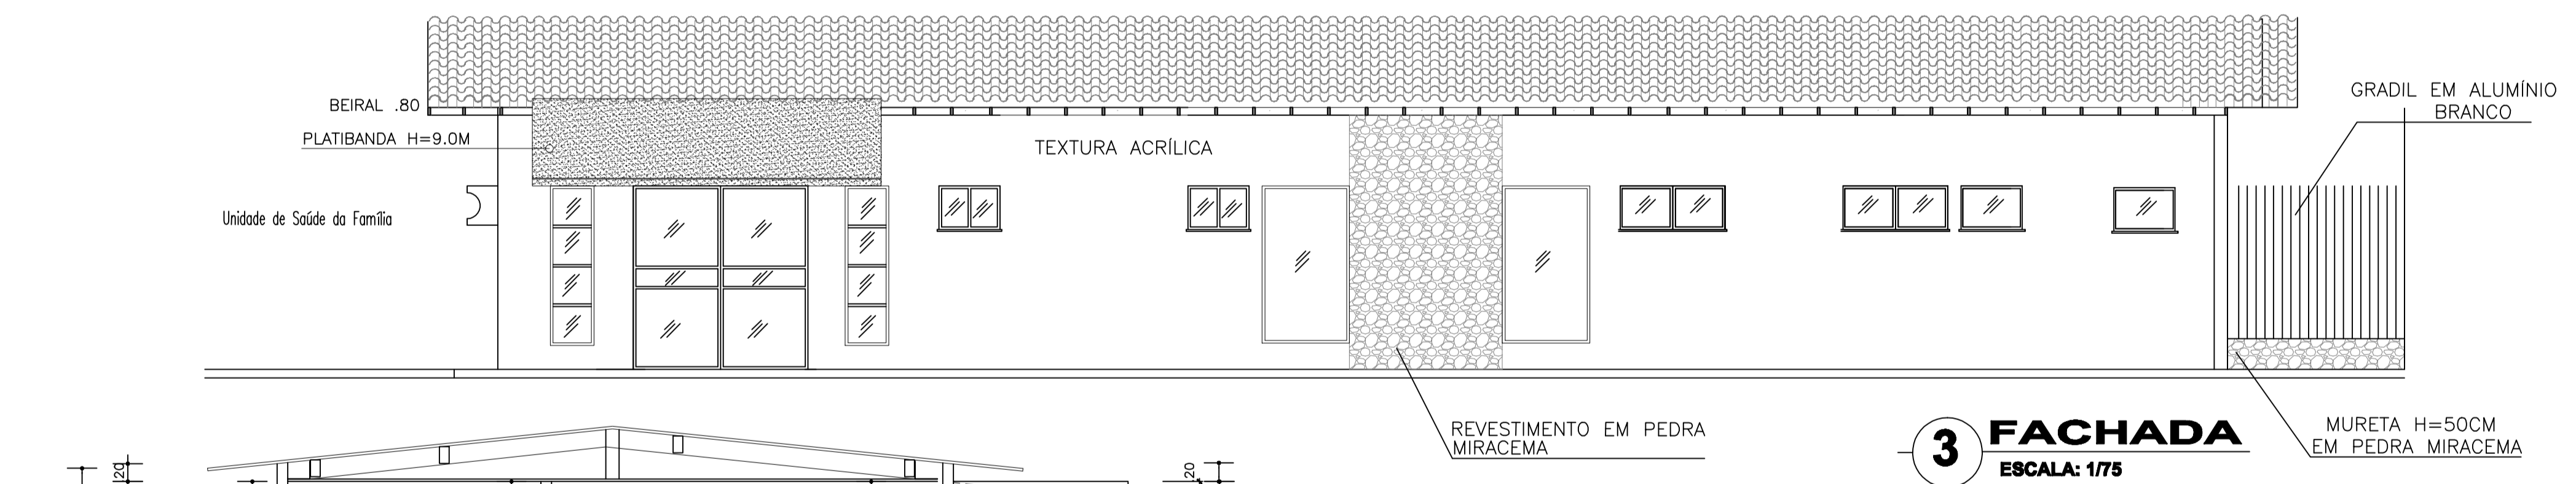 BEIRAL .80
PLATIBANDA H=9.0M
Unidade de Saúde da Família
TEXTURA ACRÍLICA
GRADIL EM ALUMÍNIO
BRANCO
REVESTIMENTO EM PEDRA
MIRACEMA
3 FACHADA
ESCALA: 1/75
MURETA H=50CM
EM PEDRA MIRACEMA
.20
.20